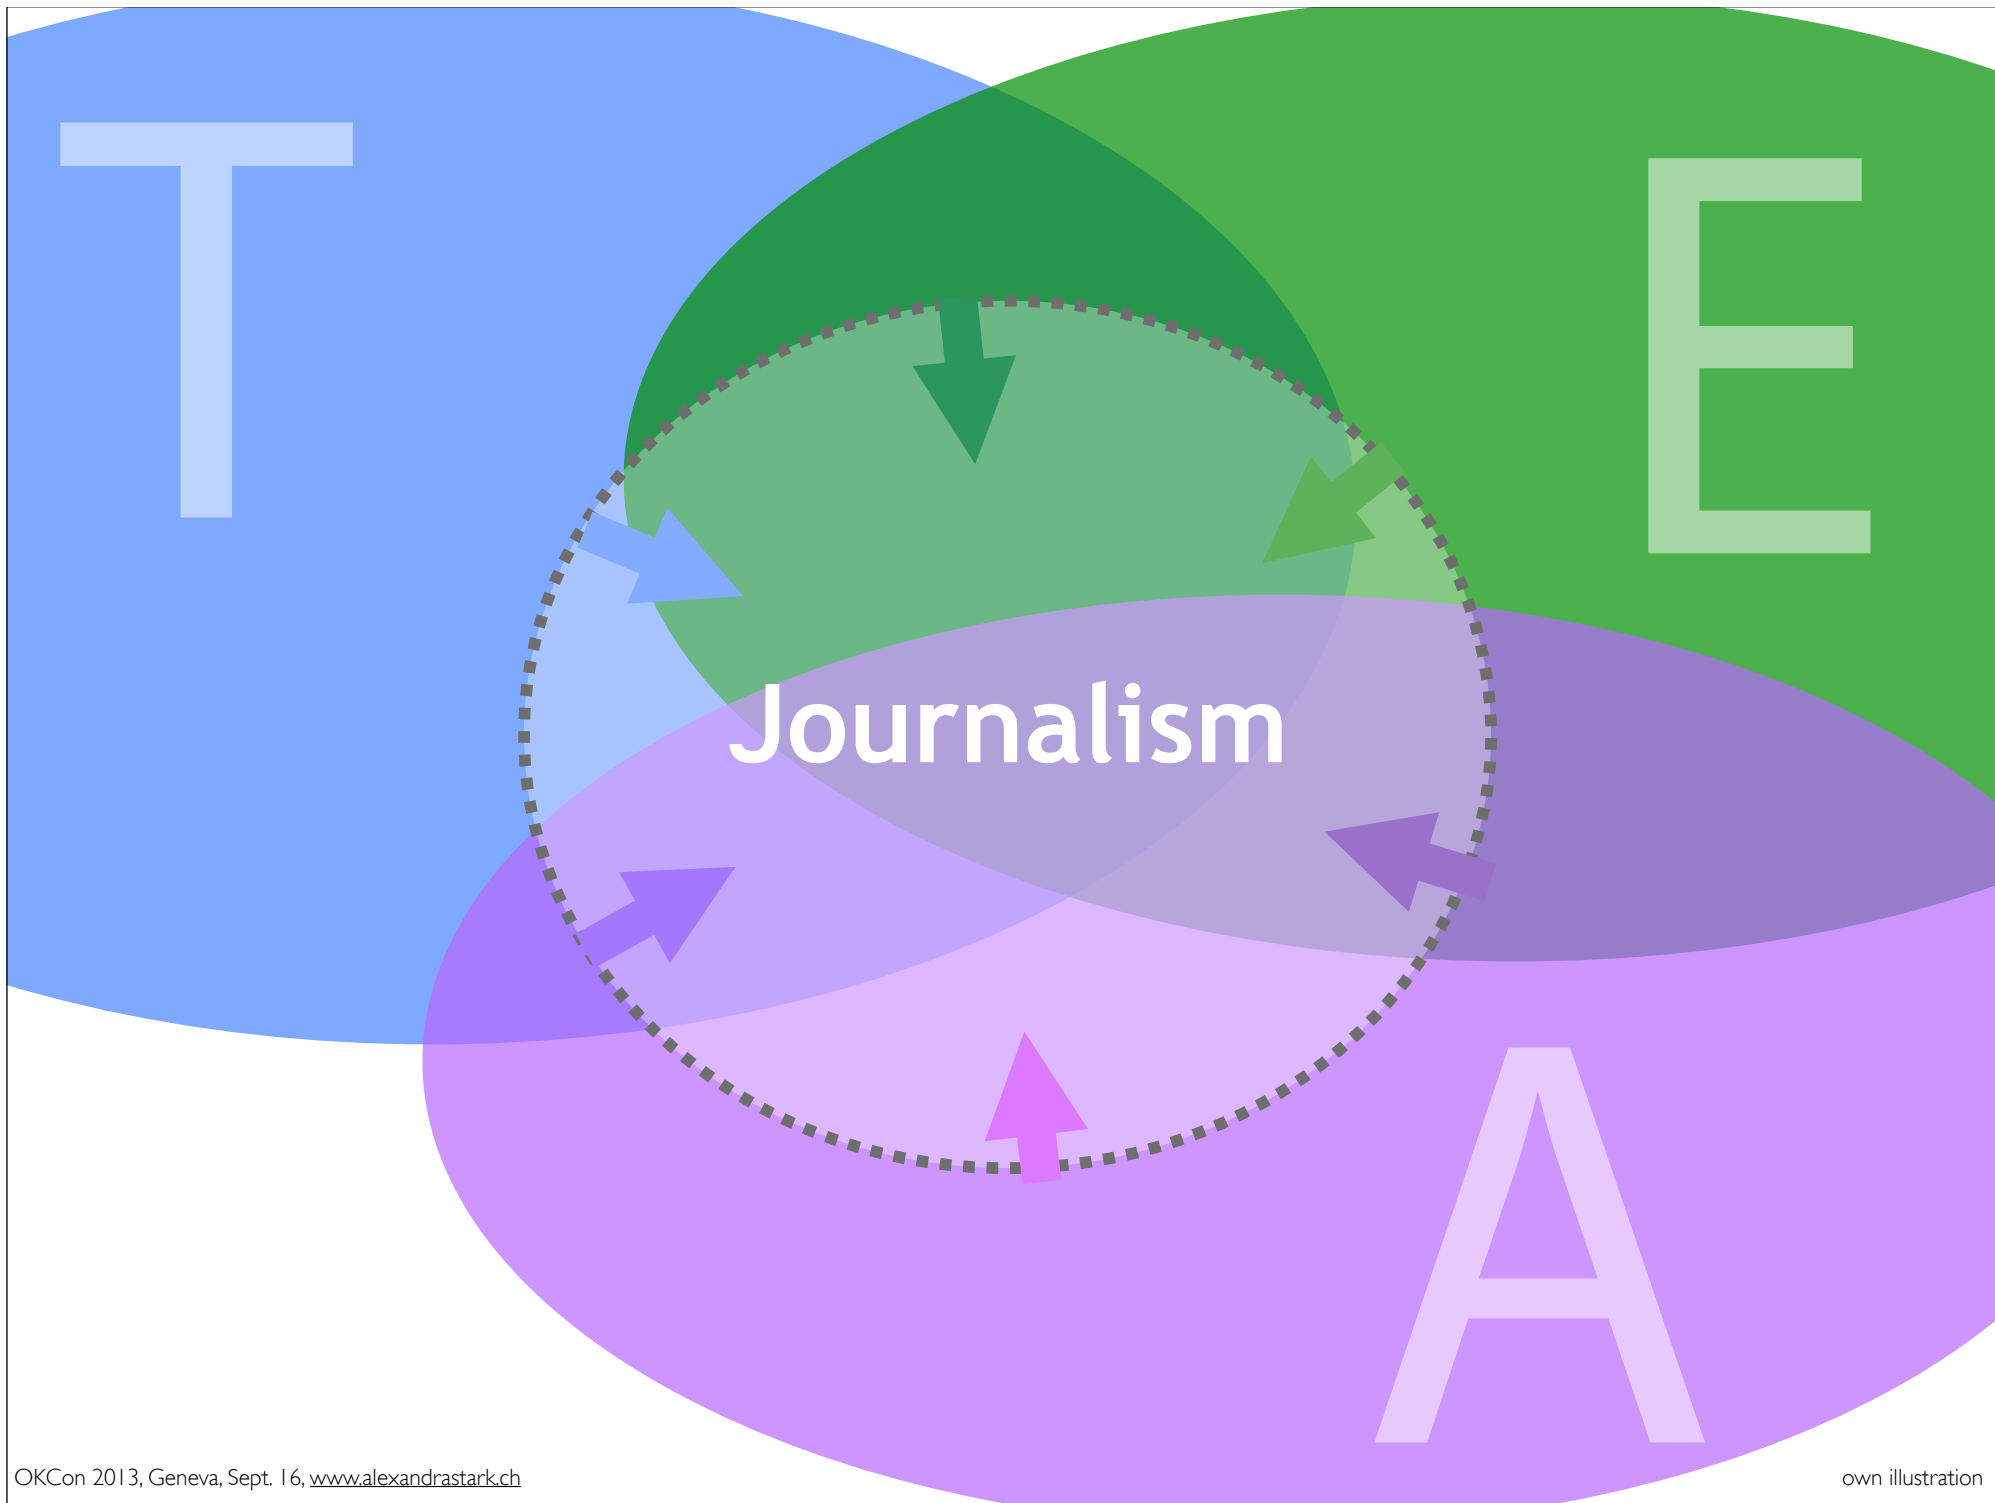 T
E
Journalism
A
OKCon 2013, Geneva, Sept. 16, www.alexandrastark.ch
own illustration